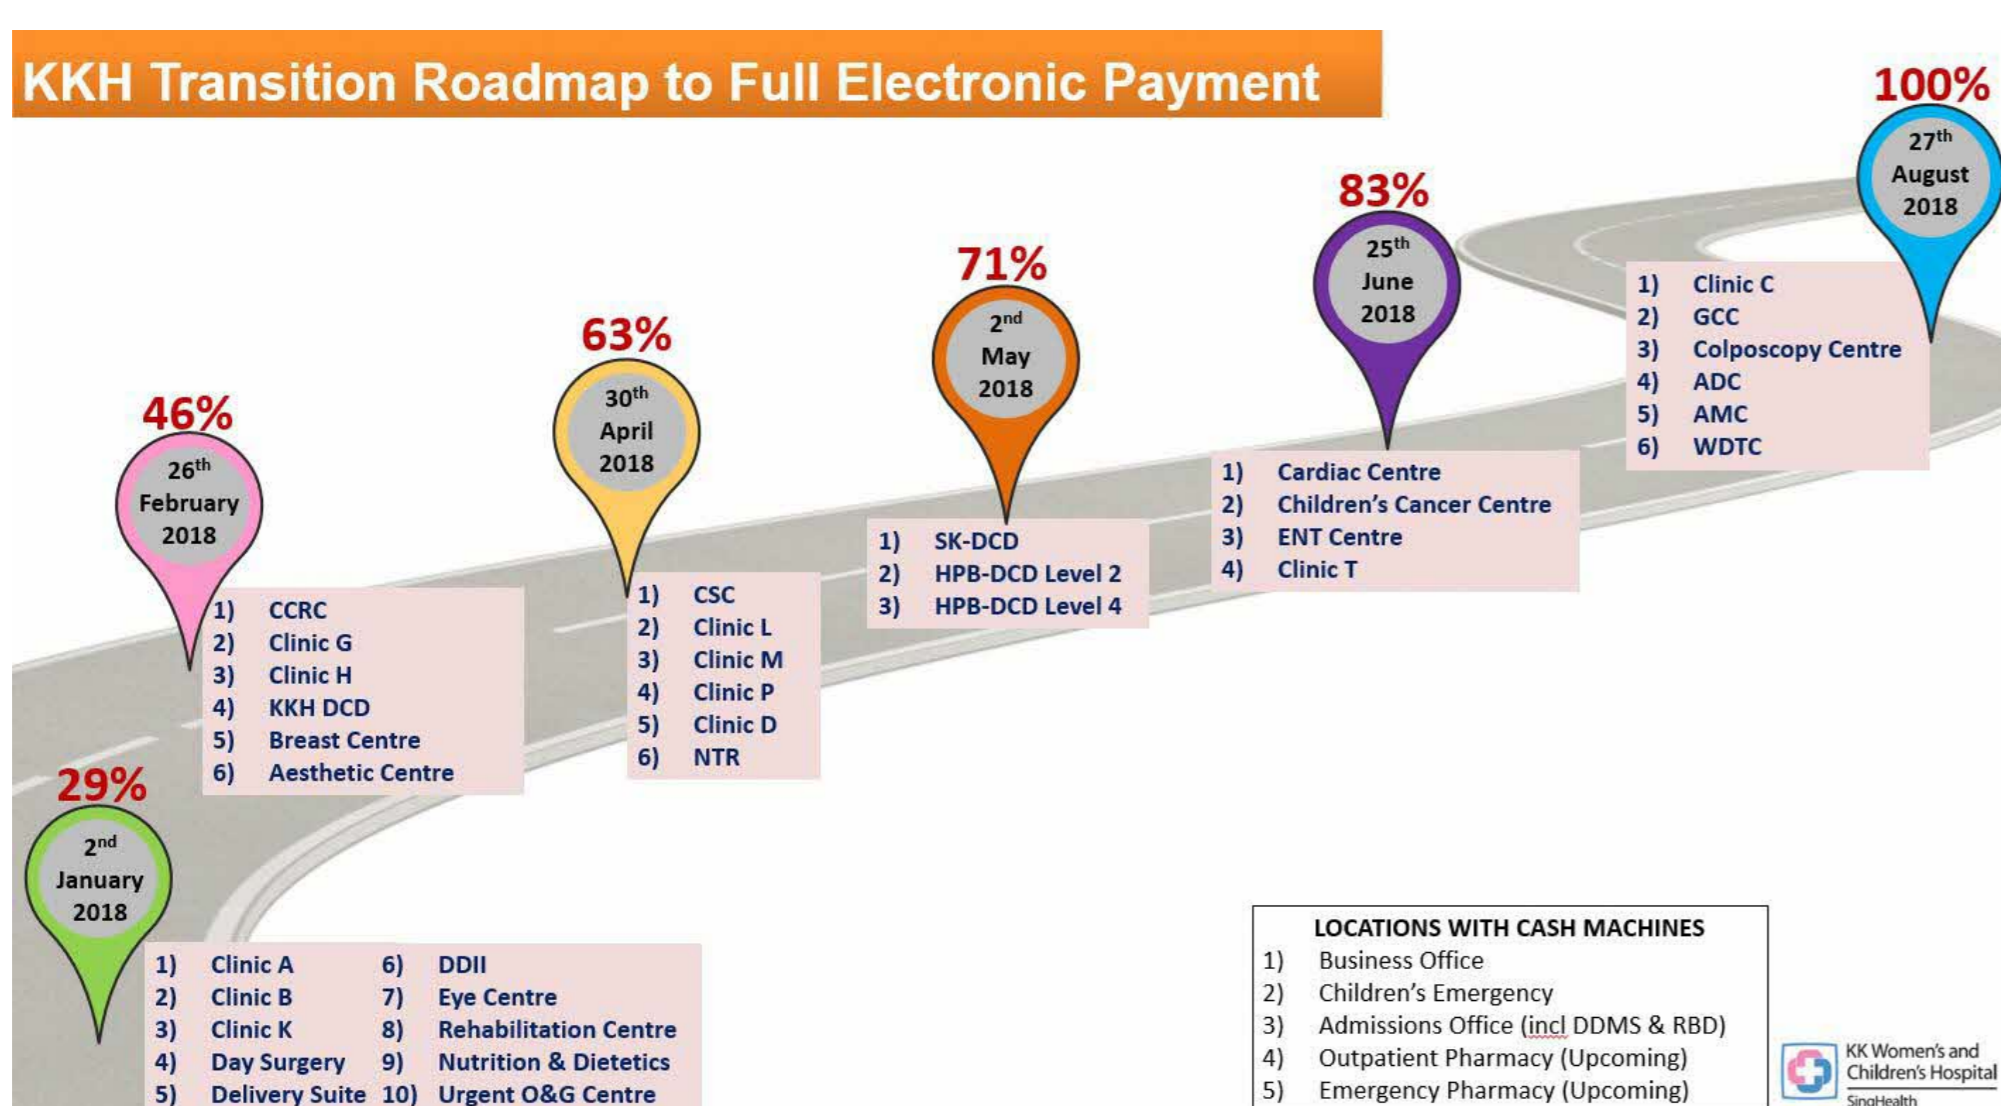 KKH Transition Roadmap to Full Electronic Payment
29%
2nd
January
2018
1) Clinic A
2) Clinic B
3) Clinic K
4) Day Surgery
5) Delivery Suite
6) DDII
7) Eye Centre
8) Rehabilitation Centre
9) Nutrition & Dietetics
10) Urgent O&G Centre
46%
26th
February
2018
1) CCRC
2) Clinic G
3) Clinic H
4) KKH DCD
5) Breast Centre
6) Aesthetic Centre
63%
30th
April
2018
1) CSC
2) Clinic L
3) Clinic M
4) Clinic P
5) Clinic D
6) NTR
71%
2nd
May
2018
1) SK-DCD
2) HPB-DCD Level 2
3) HPB-DCD Level 4
83%
25th
June
2018
1) Cardiac Centre
2) Children's Cancer Centre
3) ENT Centre
4) Clinic T
100%
27th
August
2018
1) Clinic C
2) GCC
3) Colposcopy Centre
4) ADC
5) AMC
6) WDTC
LOCATIONS WITH CASH MACHINES
1) Business Office
2) Children's Emergency
3) Admissions Office (incl DDMS & RBD)
4) Outpatient Pharmacy (Upcoming)
5) Emergency Pharmacy (Upcoming)
KK Women's and
Children's Hospital
SingHealth